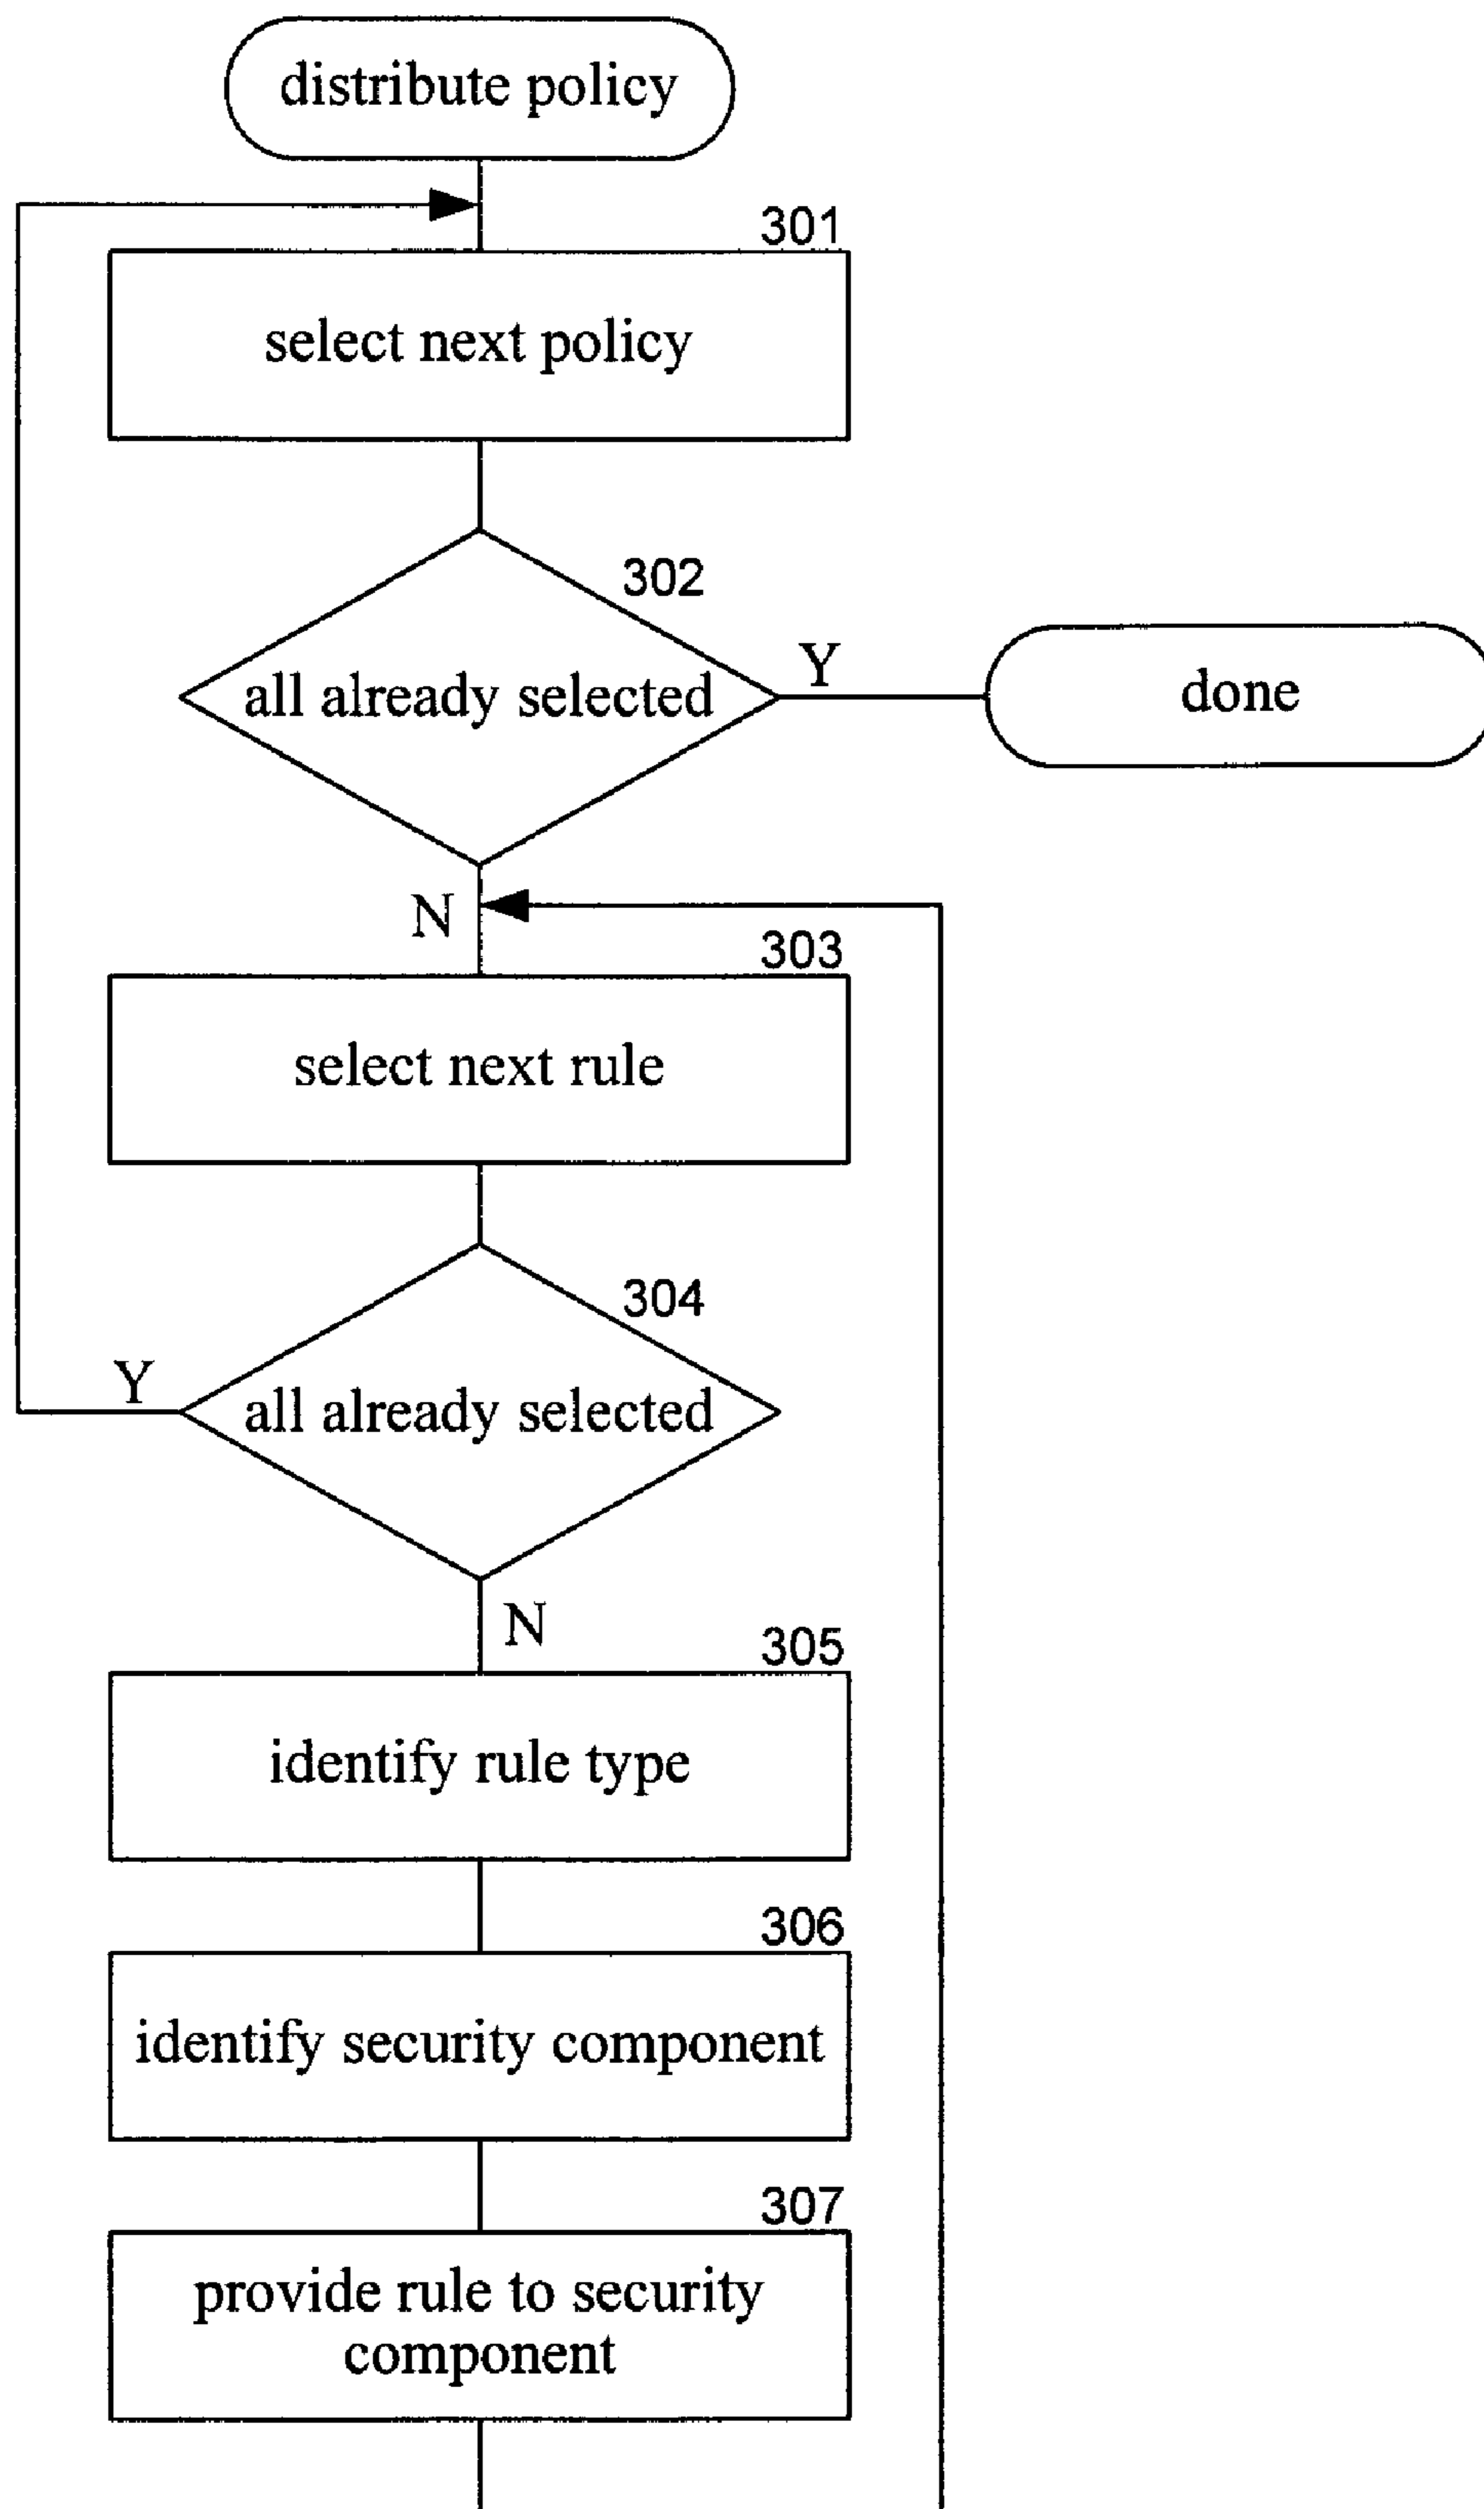 distribute policy
301
select next policy
302
all already selected
Y
done
N
303
select next rule
304
Y
all already selected
N
305
identify rule type
306
identify security component
307
provide rule to security
component